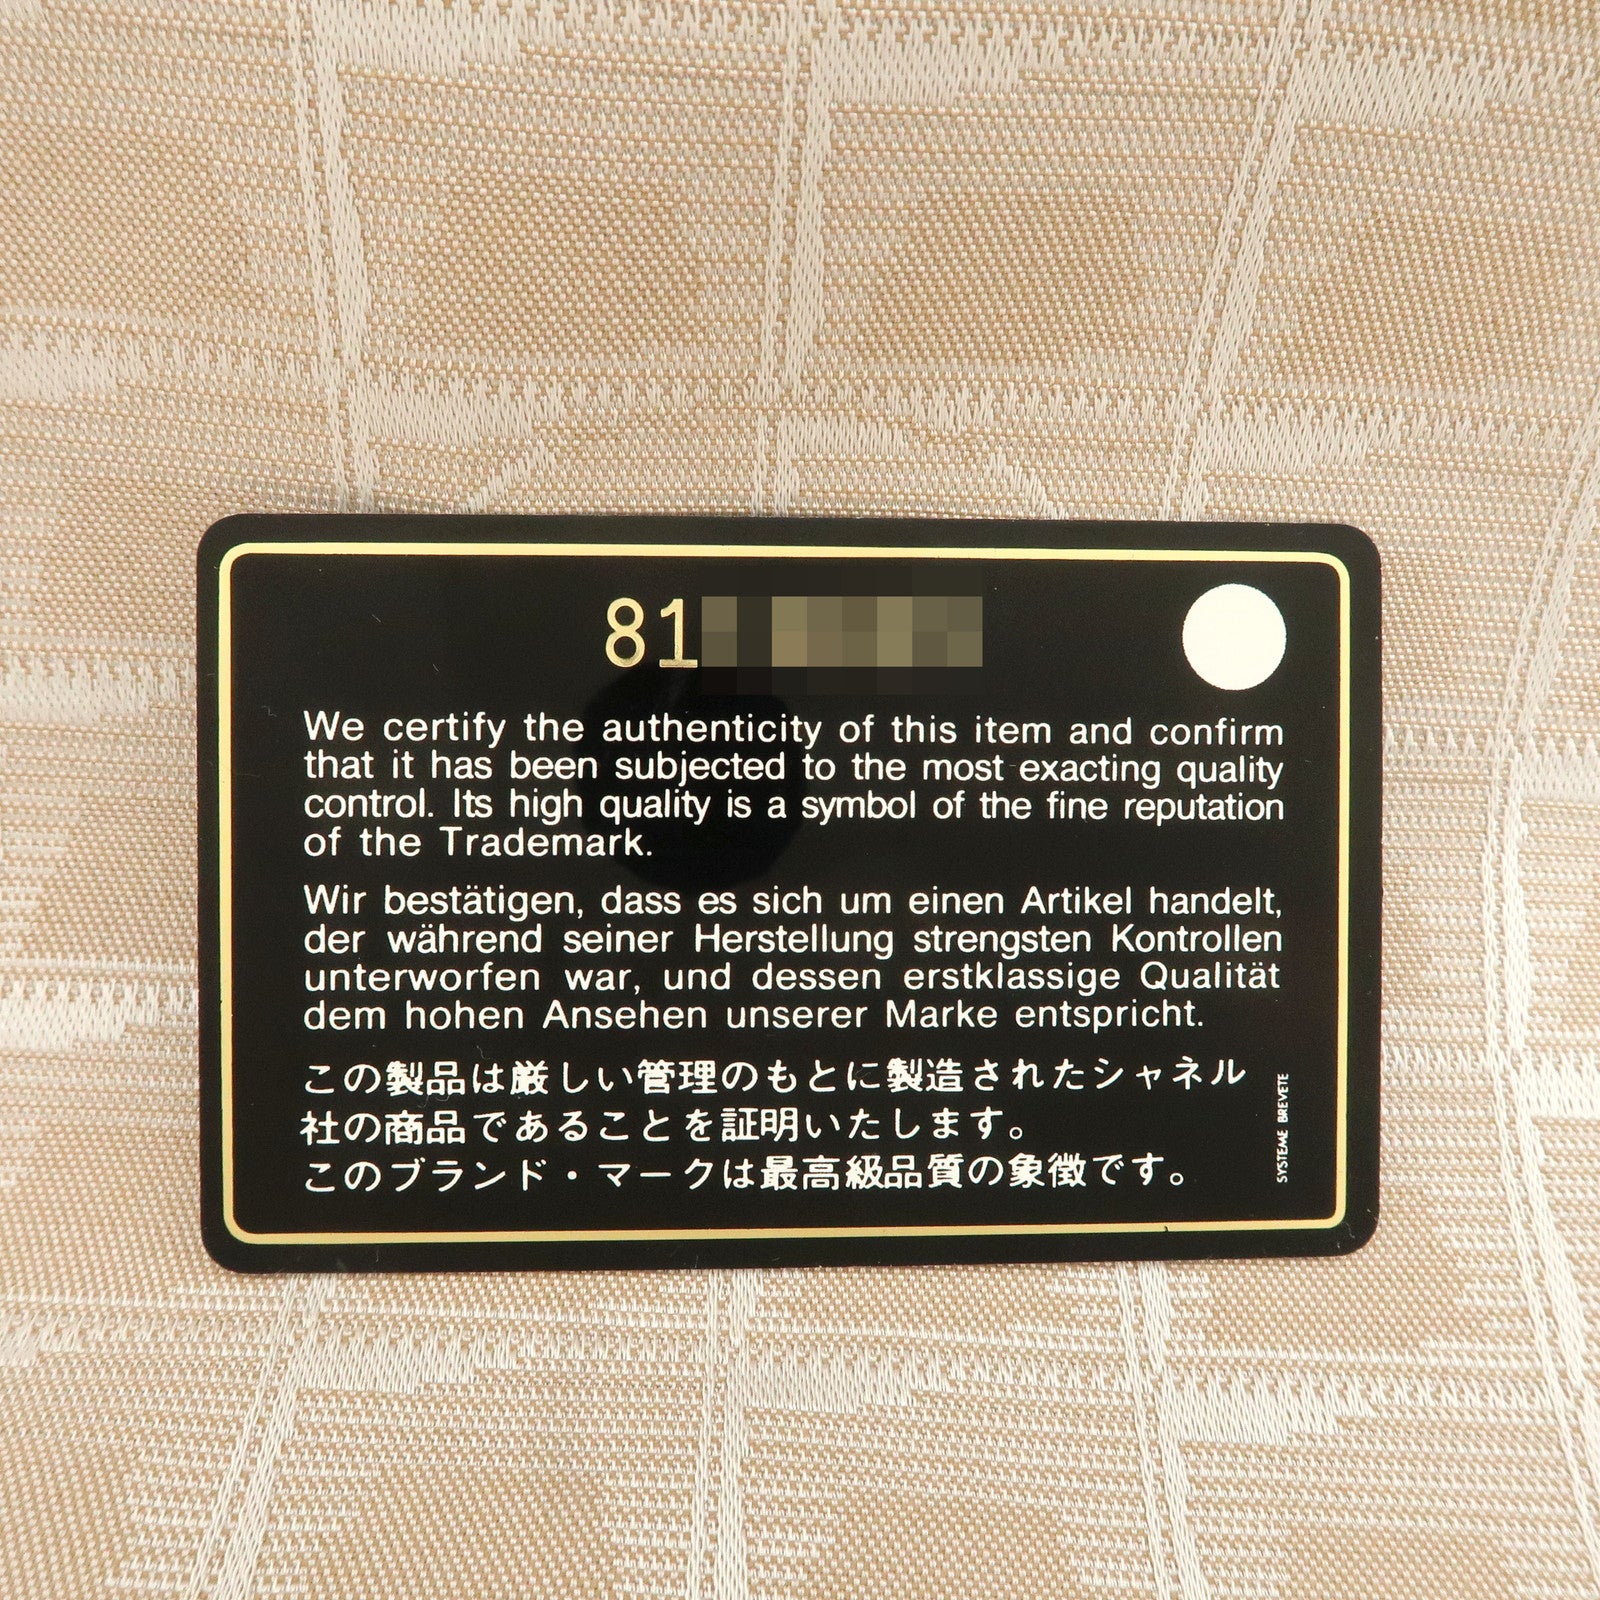 81
We certify the authenticity of this item and confirm
that it has been subjected to the most exacting quality
control. Its high quality is a symbol of the fine reputation
of the Trademark.
Wir bestätigen, dass es sich um einen Artikel handelt,
der während seiner Herstellung strengsten Kontrollen
unterworfen war, und dessen erstklassige Qualität
dem hohen Ansehen unserer Marke entspricht.
この製品は厳しい管理のもとに製造されたシャネル
社の商品であることを証明いたします。
このブランド・マークは最高級品質の象徴です。
SYSTEME BREVETE